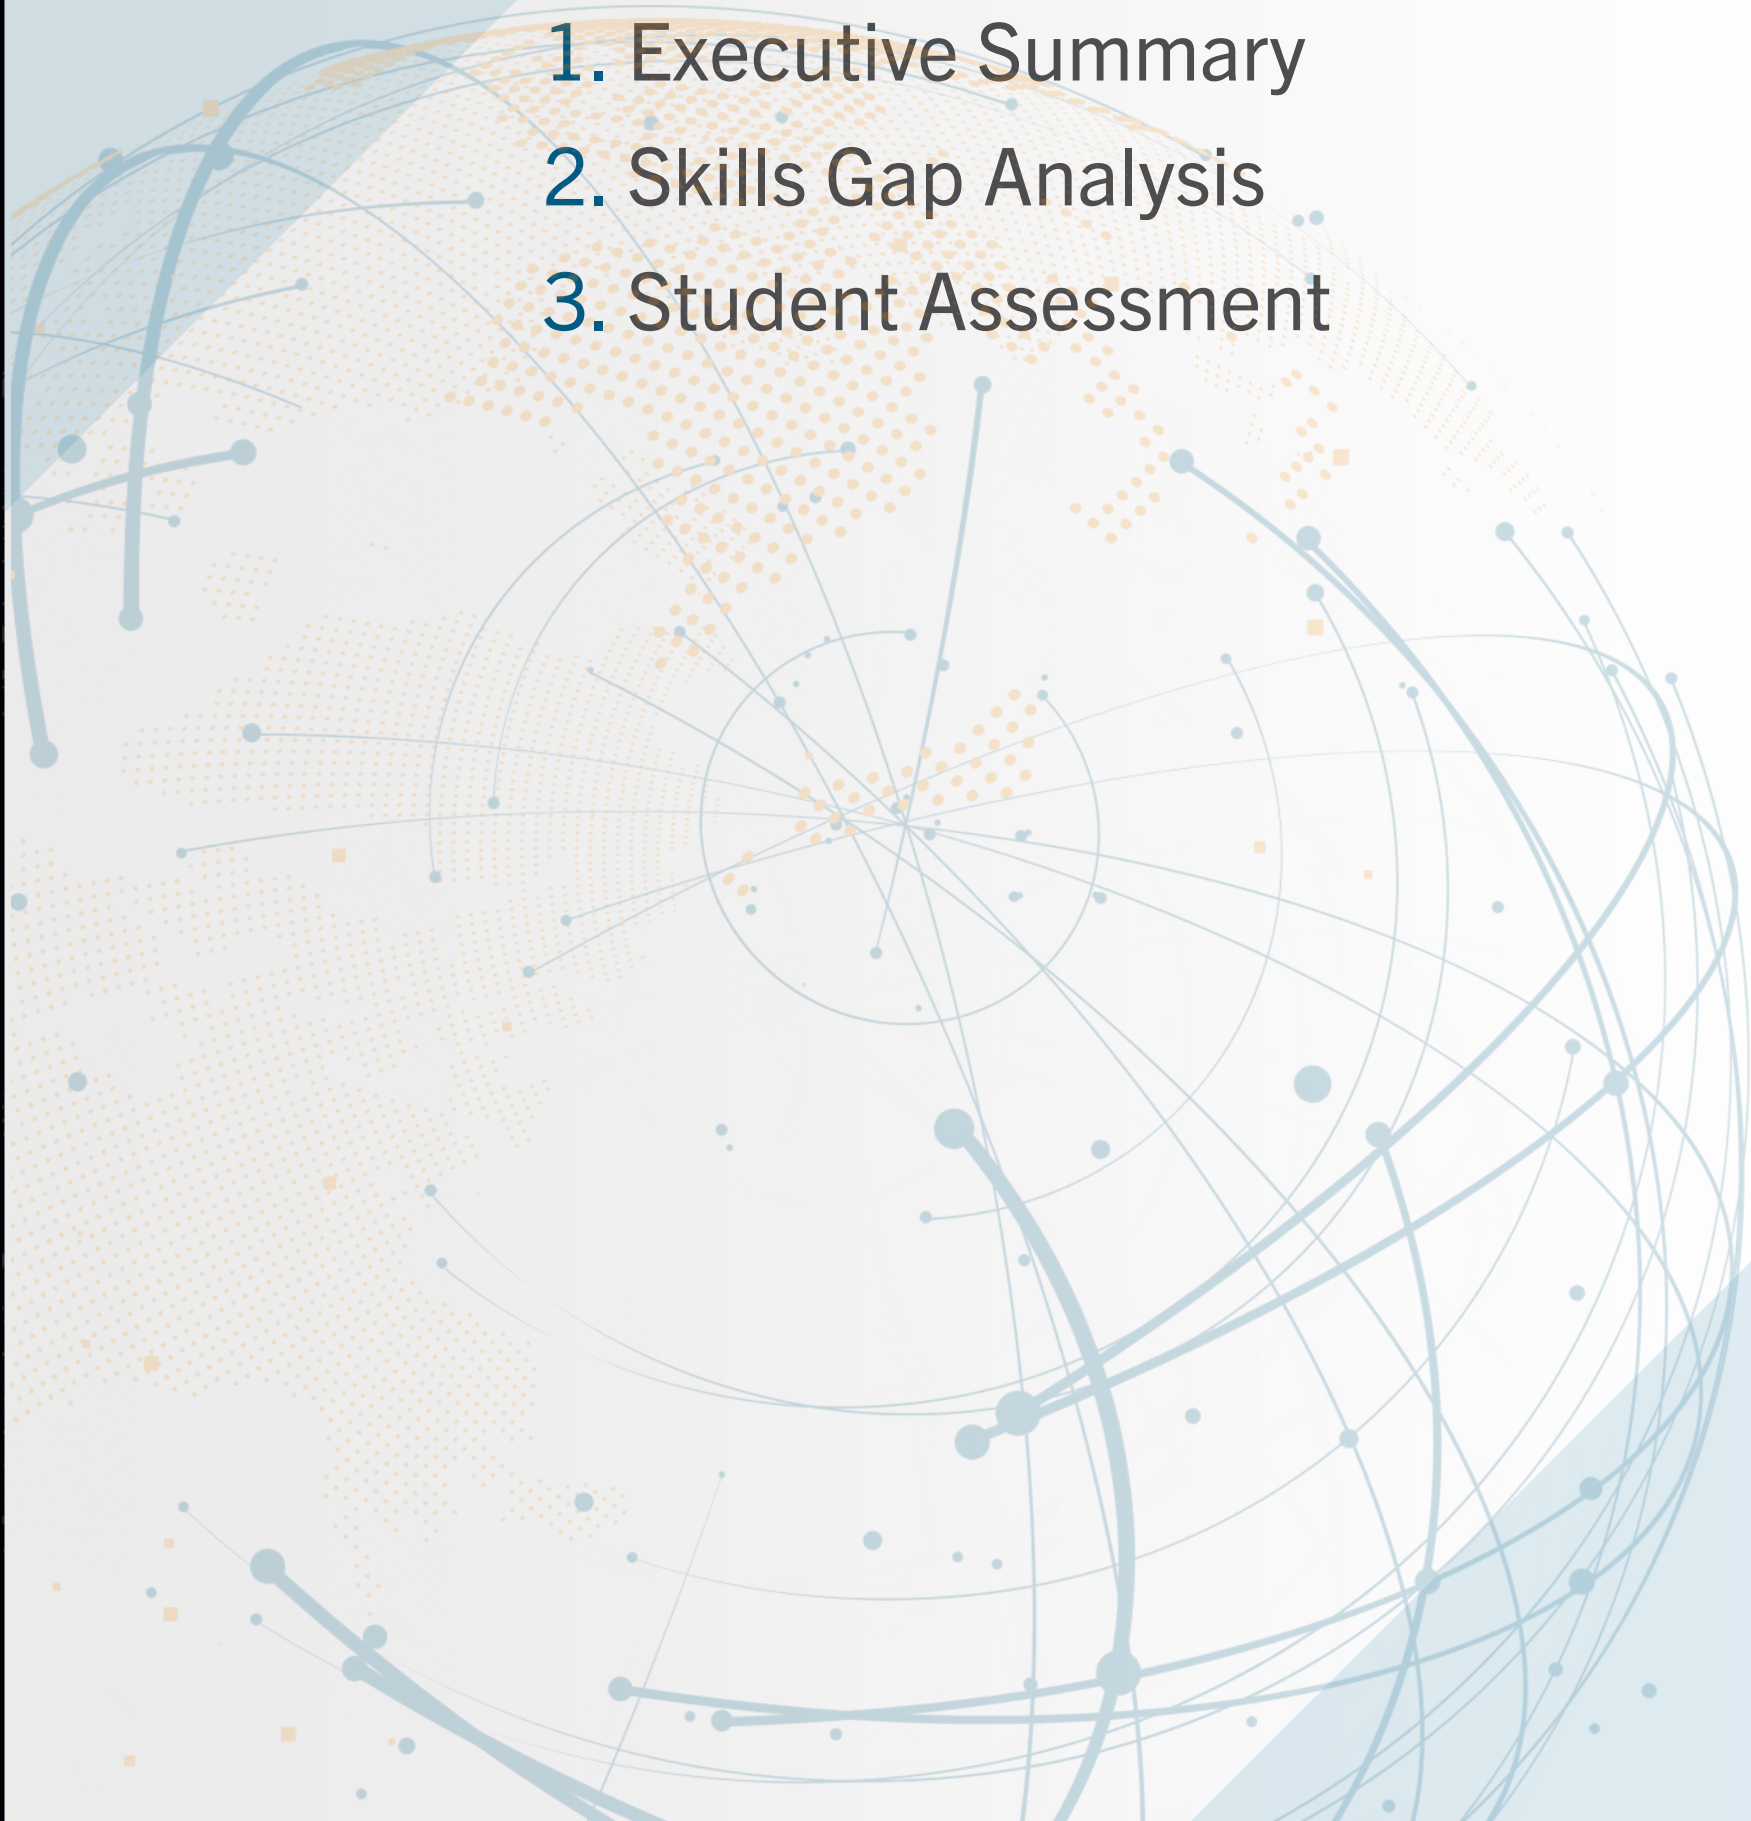 1. Executive Summary
2. Skills Gap Analysis
3. Student Assessment